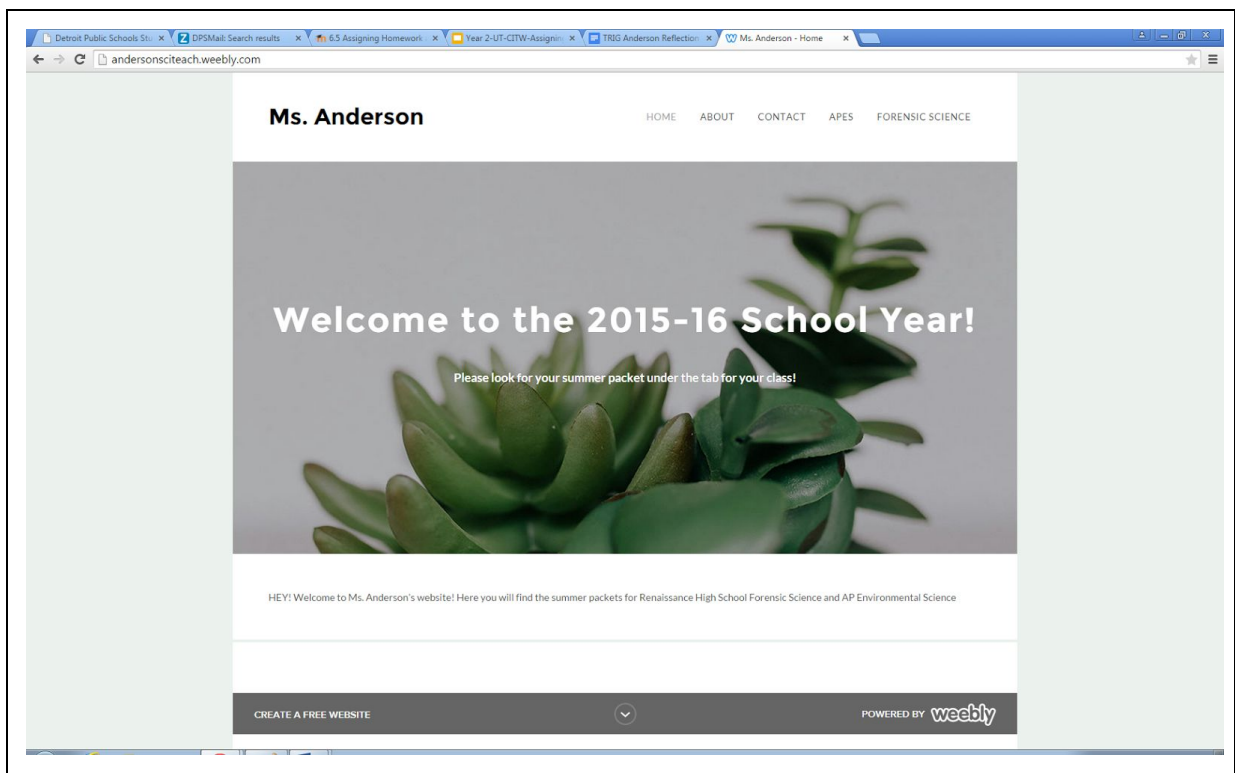 Detroit Public Schools Stu
DPSMail: Search results
6.5 Assigning Homework
Year 2-UT-CITW-Assignin
TRIG Anderson Reflection
Ms. Anderson - Home
andersonsciteach.weebly.com
Ms. Anderson
HOME ABOUT CONTACT APES FORENSIC SCIENCE
Welcome to the 2015-16 School Year!
Please look for your summer packet under the tab for your class!
HEY! Welcome to Ms. Anderson's website! Here you will find the summer packets for Renaissance High School Forensic Science and AP Environmental Science
CREATE A FREE WEBSITE
POWERED BY weebly